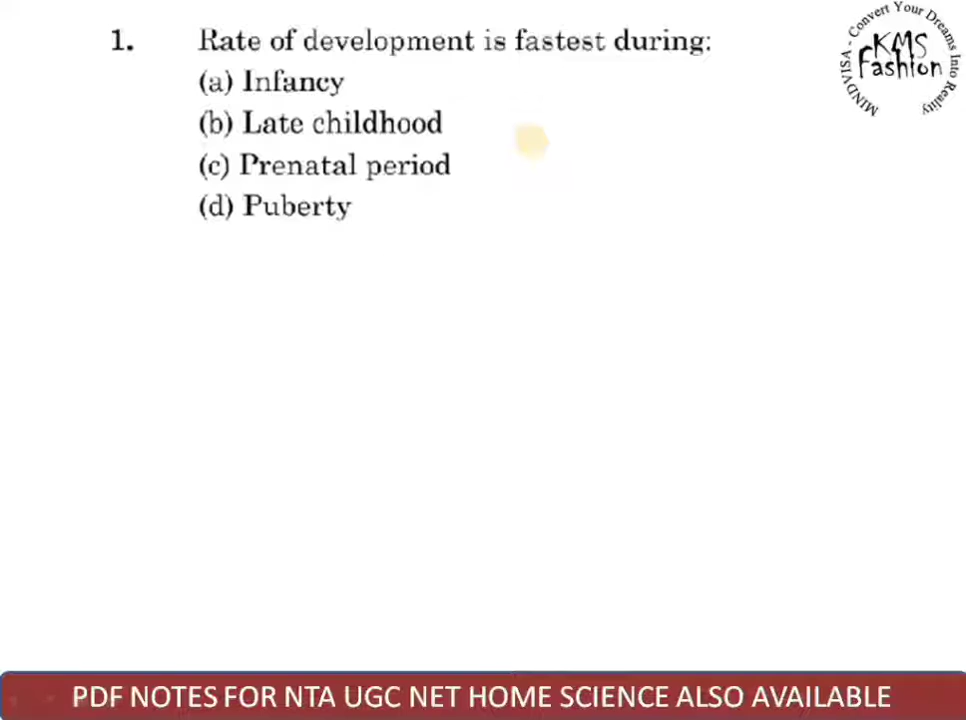 1. Rate of development is fastest during:
(a) Infancy
(b) Late childhood
(c) Prenatal period
(d) Puberty
MINDVISA - Convert Your Dreams Into Reality
KMS
Fashion
PDF NOTES FOR NTA UGC NET HOME SCIENCE ALSO AVAILABLE